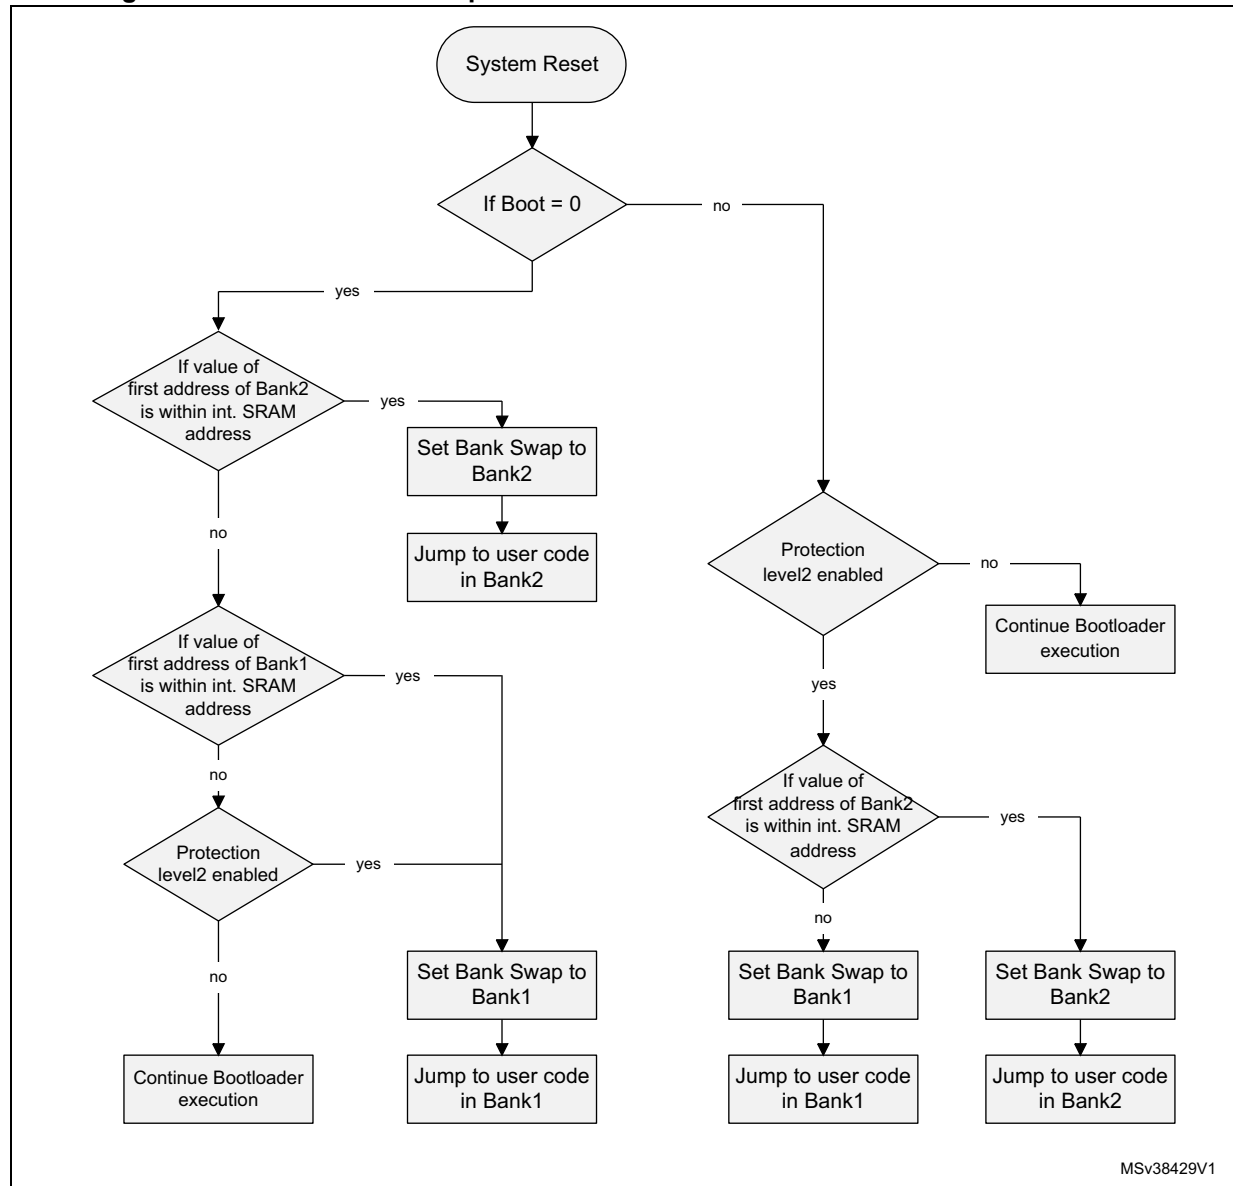 System Reset
If Boot = 0
no
yes
If value of
first address of Bank2
is within int. SRAM
address
yes
Set Bank Swap to
Bank2
no
Jump to user code
in Bank2
Protection
level2 enabled
no
Continue Bootloader
execution
If value of
first address of Bank1
is within int. SRAM
address
yes
yes
no
If value of
first address of Bank2
is within int. SRAM
address
yes
Protection
level2 enabled
yes
no
no
Set Bank Swap to
Bank1
Set Bank Swap to
Bank1
Set Bank Swap to
Bank2
Continue Bootloader
execution
Jump to user code
in Bank1
Jump to user code
in Bank1
Jump to user code
in Bank2
MSv38429V1